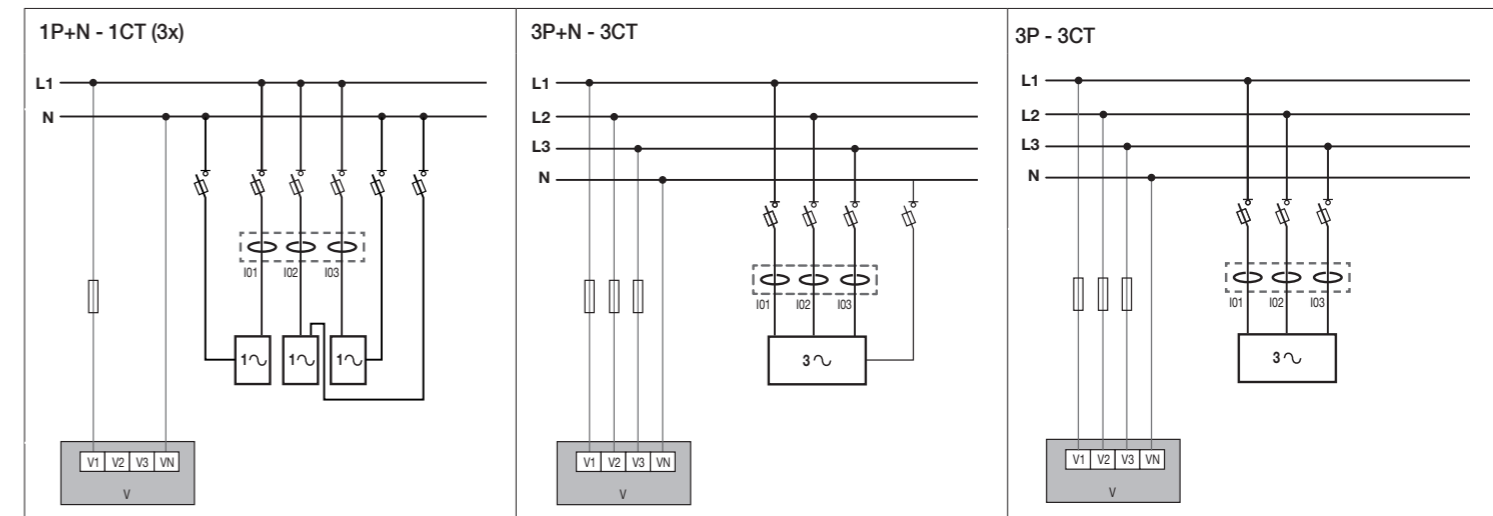 1P+N - 1CT (3x)
L1
N
I01 I02 I03
1∿ 1∿ 1∿
V1 V2 V3 VN
V
3P+N - 3CT
L1
L2
L3
N
I01 I02 I03
3∿
V1 V2 V3 VN
V
3P - 3CT
L1
L2
L3
N
I01 I02 I03
3∿
V1 V2 V3 VN
V